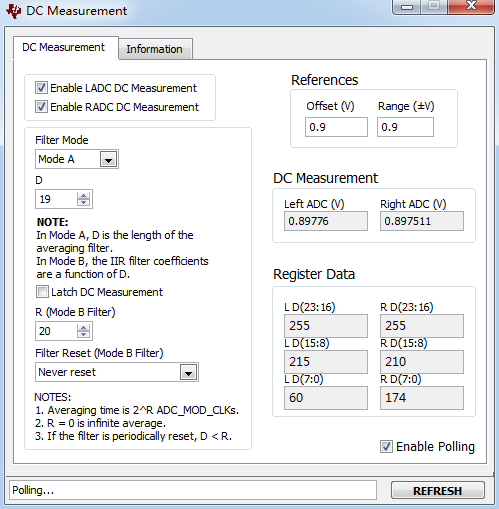 DC Measurement
DC Measurement
Information
Enable LADC DC Measurement
Enable RADC DC Measurement
Filter Mode
Mode A
D
19
NOTE:
In Mode A, D is the length of the
averaging filter.
In Mode B, the IIR filter coefficients
are a function of D.
Latch DC Measurement
R (Mode B Filter)
20
Filter Reset (Mode B Filter)
Never reset
NOTES:
1. Averaging time is 2^R ADC_MOD_CLKs.
2. R = 0 is infinite average.
3. If the filter is periodically reset, D < R.
References
Offset (V) Range (±V)
0.9 0.9
DC Measurement
Left ADC (V) Right ADC (V)
0.89776 0.897511
Register Data
L D(23:16) R D(23:16)
255 255
L D(15:8) R D(15:8)
215 210
L D(7:0) R D(7:0)
60 174
Enable Polling
Polling...
REFRESH